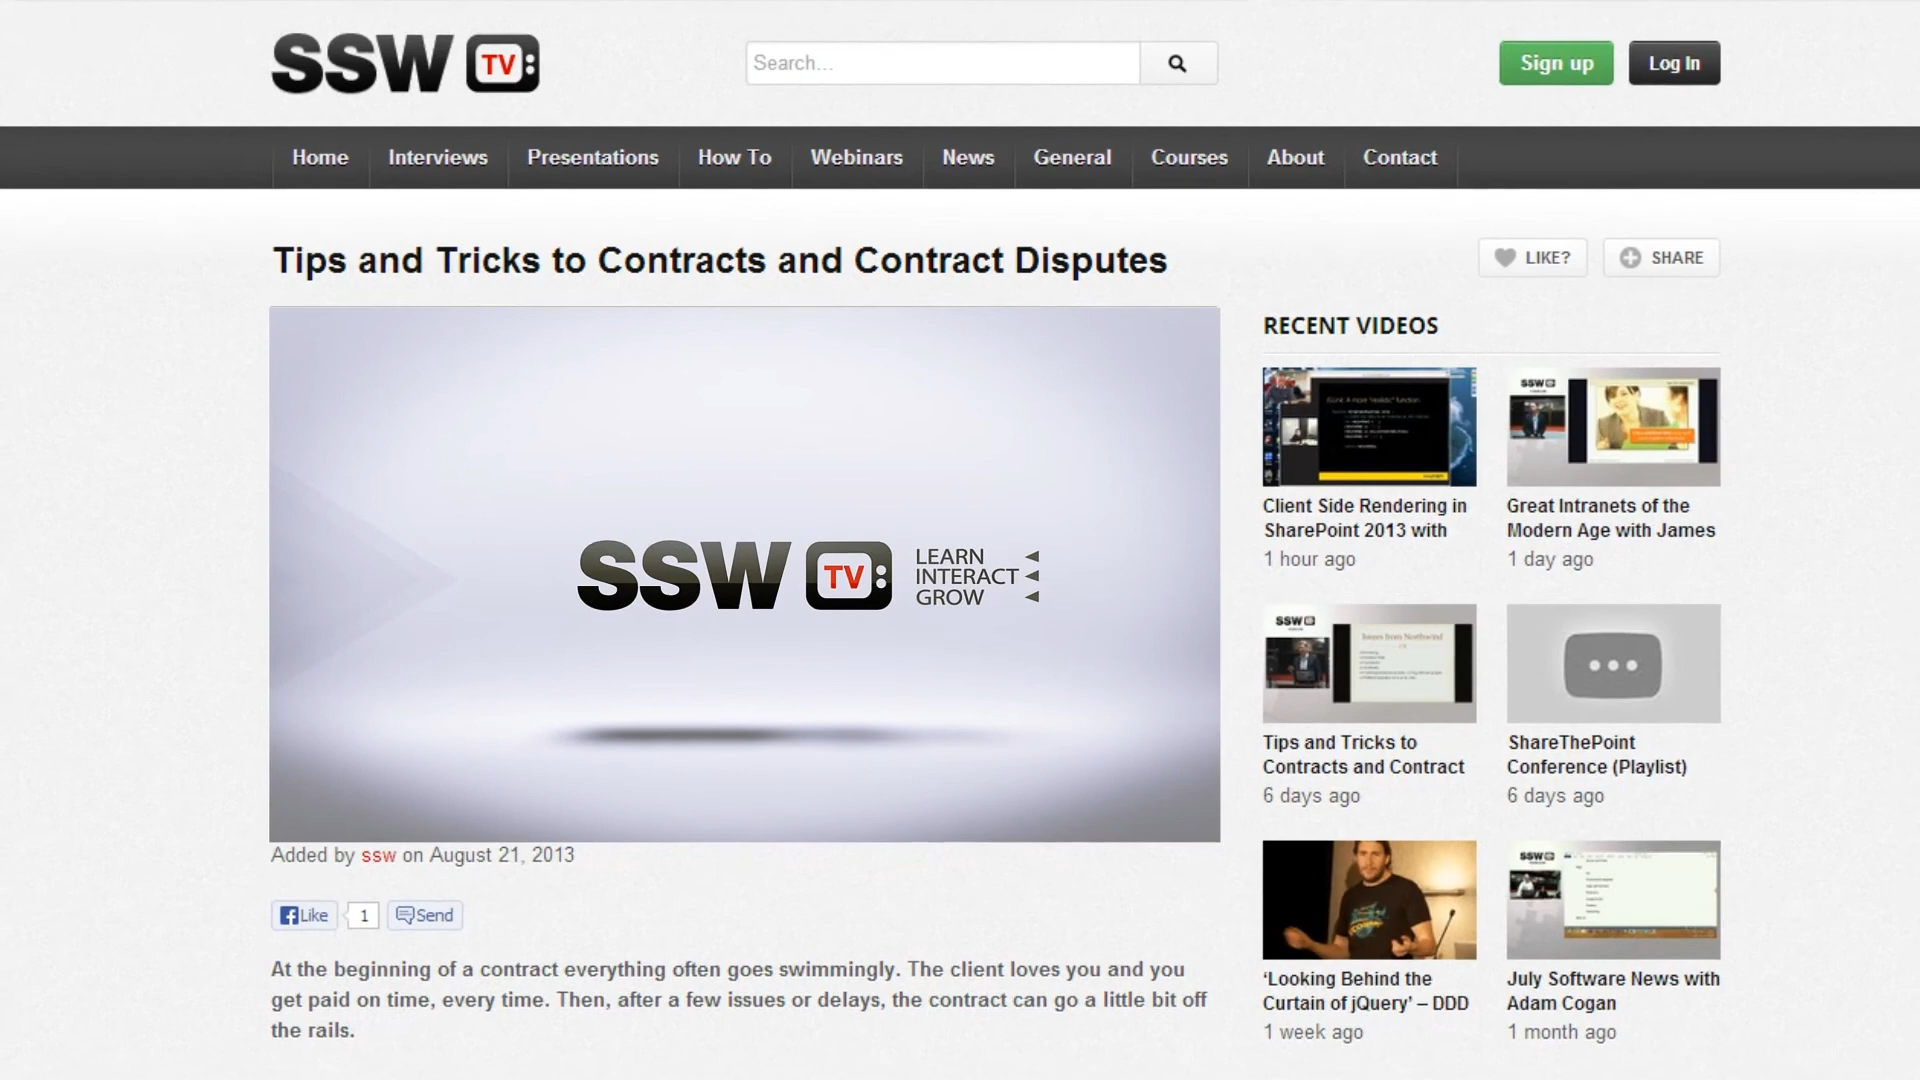 SSW TV
Search...
Sign up
Log In
Home
Interviews
Presentations
How To
Webinars
News
General
Courses
About
Contact
Tips and Tricks to Contracts and Contract Disputes
LIKE?
SHARE
SSW TV
LEARN
INTERACT
GROW
Added by ssw on August 21, 2013
Like
1
Send
At the beginning of a contract everything often goes swimmingly. The client loves you and you
get paid on time, every time. Then, after a few issues or delays, the contract can go a little bit off
the rails.
RECENT VIDEOS
Client Side Rendering in
SharePoint 2013 with
1 hour ago
SSW
Great Intranets of the
Modern Age with James
1 day ago
SSW
Issues from Northwind
Tips and Tricks to
Contracts and Contract
6 days ago
ShareThePoint
Conference (Playlist)
6 days ago
‘Looking Behind the
Curtain of jQuery’ – DDD
1 week ago
SSW
July Software News with
Adam Cogan
1 month ago